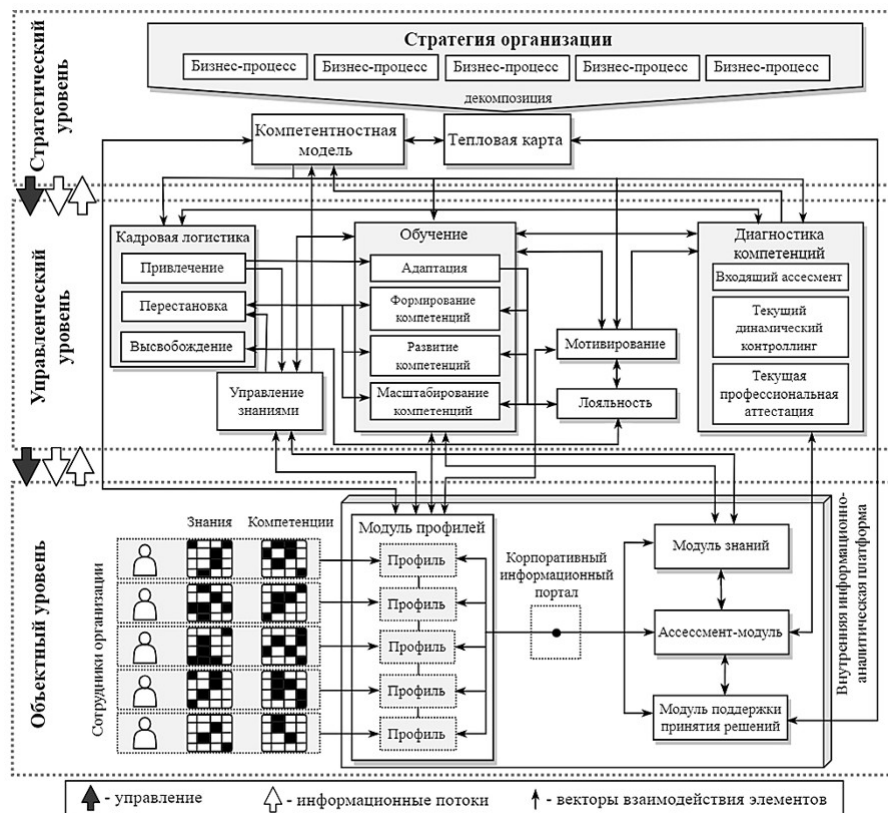 Стратегический
уровень
Стратегия организации
Бизнес-процесс
Бизнес-процесс
Бизнес-процесс
Бизнес-процесс
Бизнес-процесс
декомпозиция
Компетентностная
модель
Тепловая карта
Управленческий
уровень
Кадровая логистика
Привлечение
Перестановка
Высвобождение
Управление
знаниями
Обучение
Адаптация
Формирование
компетенций
Развитие
компетенций
Масштабирование
компетенций
Мотивирование
Лояльность
Диагностика
компетенций
Входящий ассесмент
Текущий
динамический
контроллинг
Текущая
профессиональная
аттестация
Объектный уровень
Сотрудники организации
Знания
Компетенции
Модуль профилей
Профиль
Профиль
Профиль
Профиль
Профиль
Корпоративный
информационный
портал
Модуль знаний
Ассессмент-модуль
Модуль поддержки
принятия решений
Внутренняя информационно-
аналитическая платформа
- управление
- информационные потоки
- векторы взаимодействия элементов